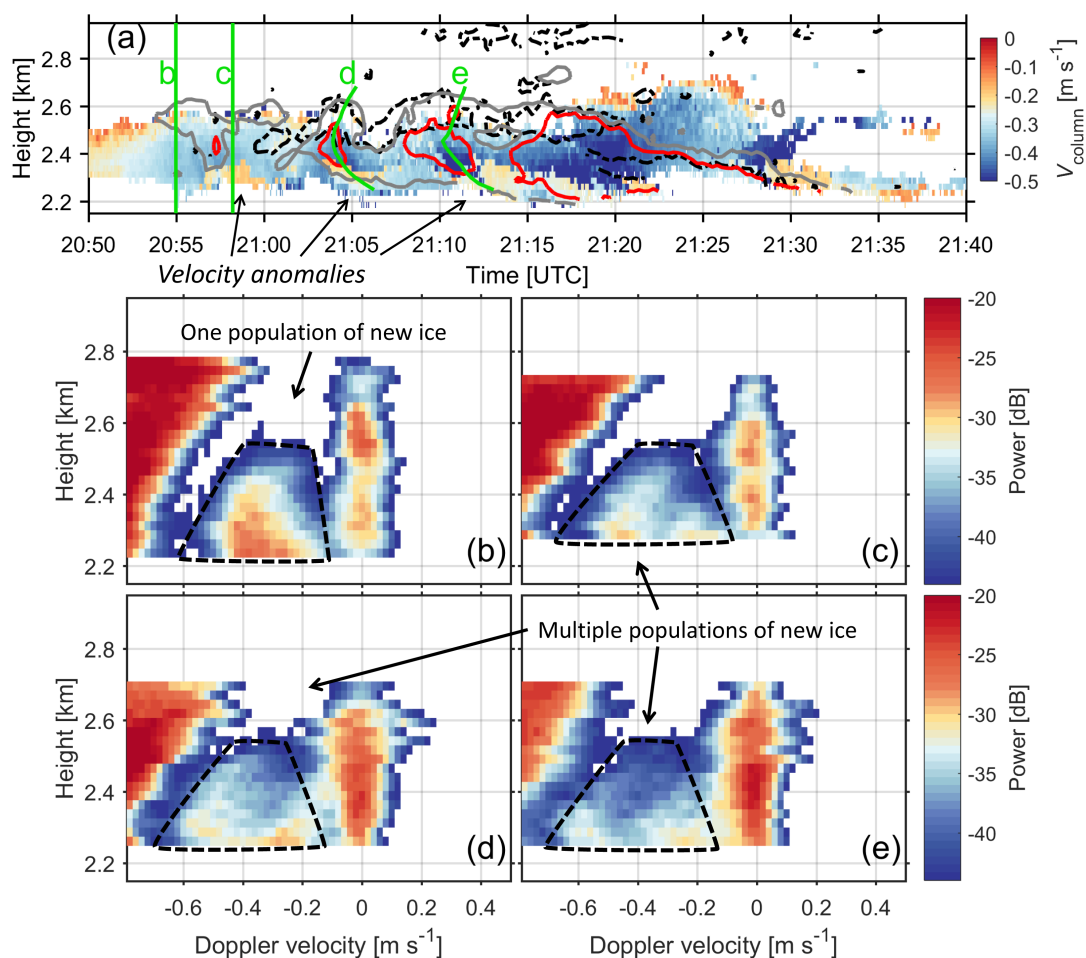 (a)
b
c
d
e
Height [km]
2.8
2.6
2.4
2.2
20:50
20:55
21:00
21:05
21:10
21:15
21:20
21:25
21:30
21:35
21:40
Time [UTC]
Velocity anomalies
0
-0.1
-0.2
-0.3
-0.4
-0.5
V column [m s⁻¹]
One population of new ice
Height [km]
2.8
2.6
2.4
2.2
(b)
(c)
-20
-25
-30
-35
-40
Power [dB]
Multiple populations of new ice
Height [km]
2.8
2.6
2.4
2.2
(d)
(e)
-20
-25
-30
-35
-40
Power [dB]
-0.6
-0.4
-0.2
0
0.2
0.4
-0.6
-0.4
-0.2
0
0.2
0.4
Doppler velocity [m s⁻¹]
Doppler velocity [m s⁻¹]